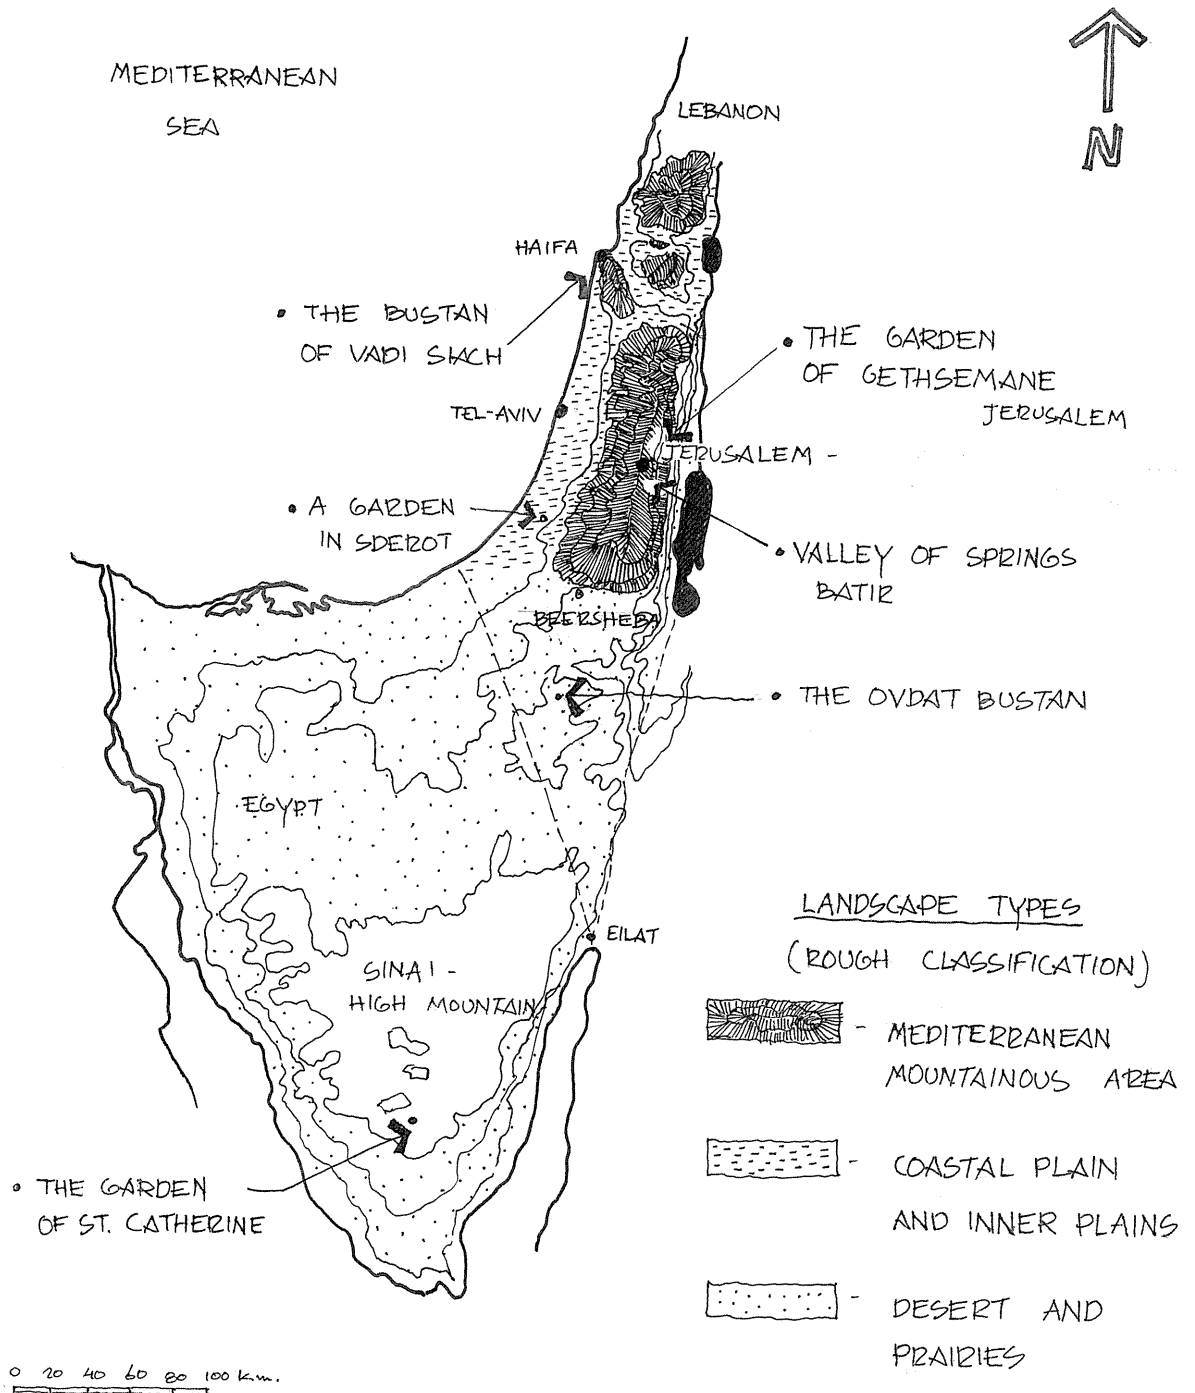 MEDITERRANEAN
SEA
N
LEBANON
HAIFA
• THE BUSTAN
OF VADI SIACH
• THE GARDEN
OF GETHSEMANE
JERUSALEM
TEL-AVIV
JERUSALEM -
• A GARDEN
IN SDEROT
• VALLEY OF SPRINGS
BATIR
BEERSHEBA
• THE OVDAT BUSTAN
EGYPT
EILAT
SINAI -
HIGH MOUNTAIN
• THE GARDEN
OF ST. CATHERINE
LANDSCAPE TYPES
(ROUGH CLASSIFICATION)
- MEDITERRANEAN
MOUNTAINOUS AREA
- COASTAL PLAIN
AND INNER PLAINS
- DESERT AND
PRAIRIES
0 20 40 60 80 100 K.m.